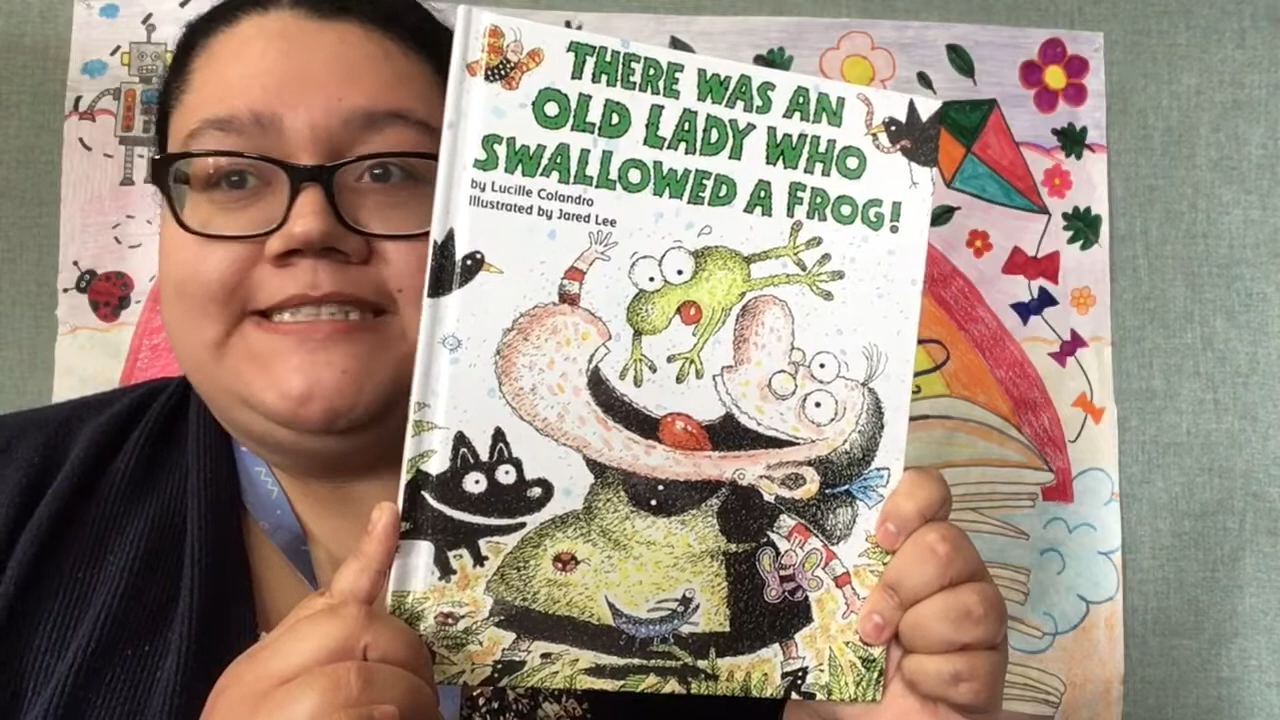 THERE WAS AN
OLD LADY WHO
SWALLOWED A FROG!
by Lucille Colandro
Illustrated by Jared Lee